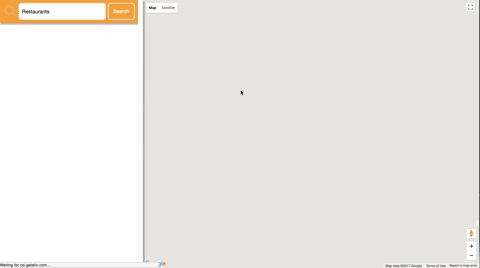 Restaurants
Search
Map
Satellite
Waiting for csi.gstatic.com...
Map data ©2017 Google
Terms of Use
Report a map error